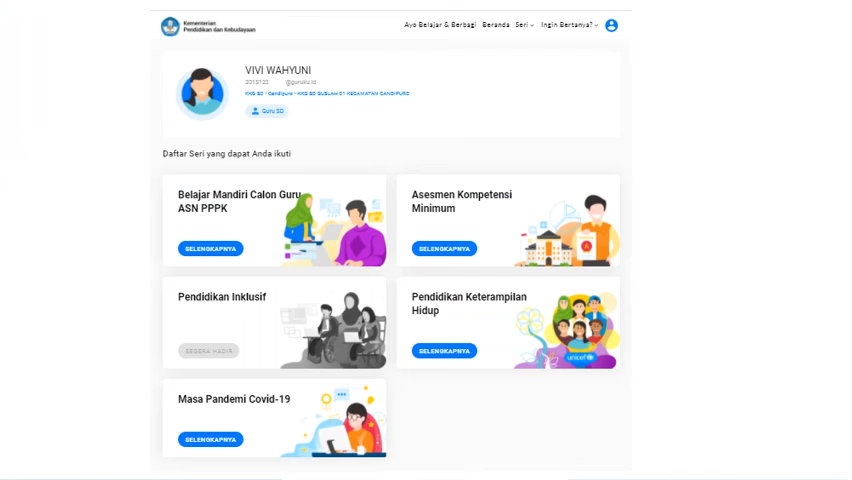 Kementerian
Pendidikan dan Kebudayaan
Ayo Belajar & Berbagi Beranda Seri Ingin Bertanya?
VIVI WAHYUNI
@guruku.id
KECAMATAN CANDIPURO
Guru SD
Daftar Seri yang dapat Anda ikuti
Belajar Mandiri Calon Guru
ASN PPPK
SELENGKAPNYA
Asesmen Kompetensi
Minimum
SELENGKAPNYA
Pendidikan Inklusif
SEGERA HADIR
Pendidikan Keterampilan
Hidup
SELENGKAPNYA
unicef
Masa Pandemi Covid-19
SELENGKAPNYA